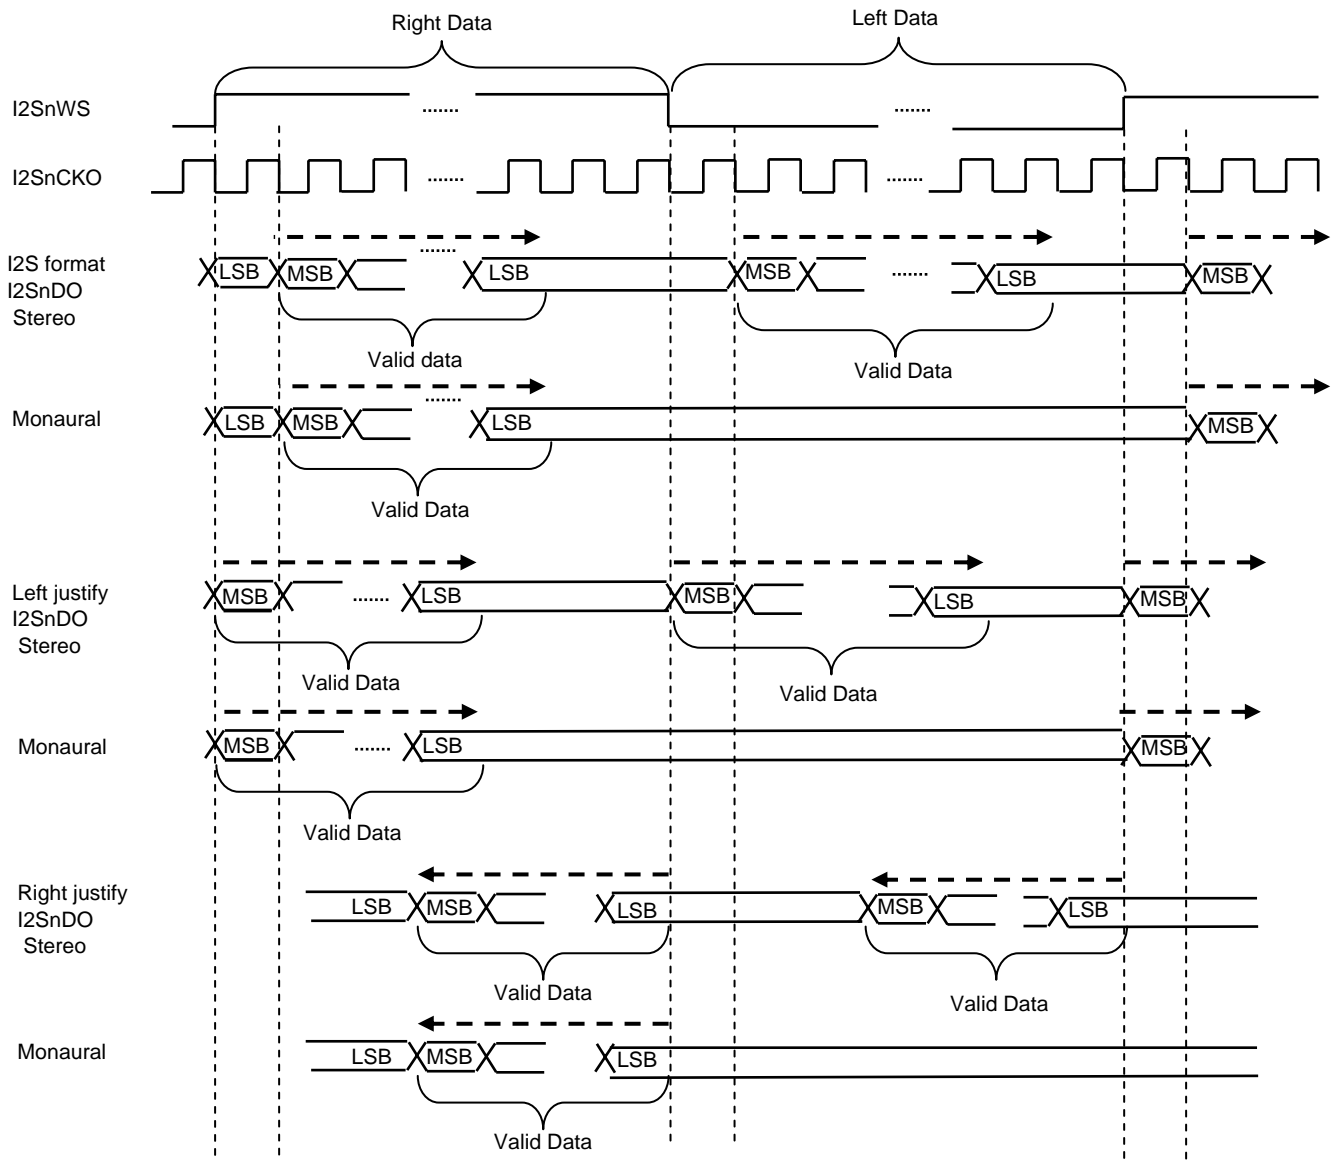 Right Data
Left Data
I2SnWS
.......
.......
I2SnCKO
.......
.......
I2S format
I2SnDO
Stereo
LSB
MSB
.......
LSB
MSB
.......
LSB
MSB
Valid data
Valid Data
Monaural
LSB
MSB
.......
LSB
MSB
Valid Data
Left justify
I2SnDO
Stereo
MSB
.......
LSB
MSB
LSB
MSB
Valid Data
Valid Data
Monaural
MSB
.......
LSB
MSB
Valid Data
Right justify
I2SnDO
Stereo
LSB
MSB
LSB
MSB
LSB
Valid Data
Valid Data
Monaural
LSB
MSB
LSB
Valid Data